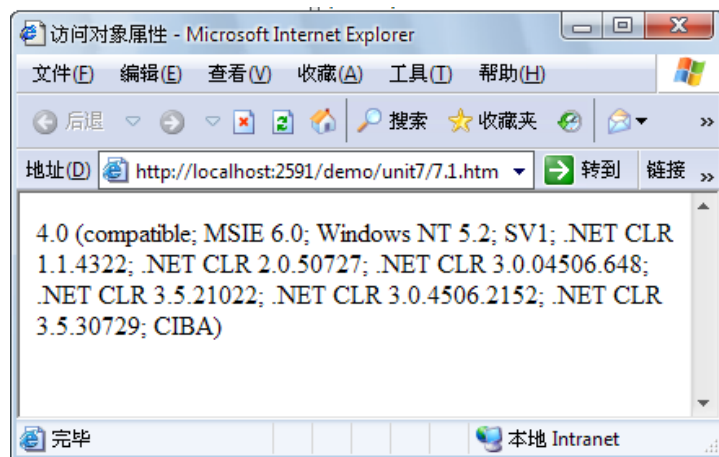 访问对象属性 - Microsoft Internet Explorer
文件(F) 编辑(E) 查看(V) 收藏(A) 工具(T) 帮助(H)
后退 搜索 收藏夹 »
地址(D) http://localhost:2591/demo/unit7/7.1.htm 转到 链接 »
4.0 (compatible; MSIE 6.0; Windows NT 5.2; SV1; .NET CLR
1.1.4322; .NET CLR 2.0.50727; .NET CLR 3.0.04506.648;
.NET CLR 3.5.21022; .NET CLR 3.0.4506.2152; .NET CLR
3.5.30729; CIBA)
完毕 本地 Intranet